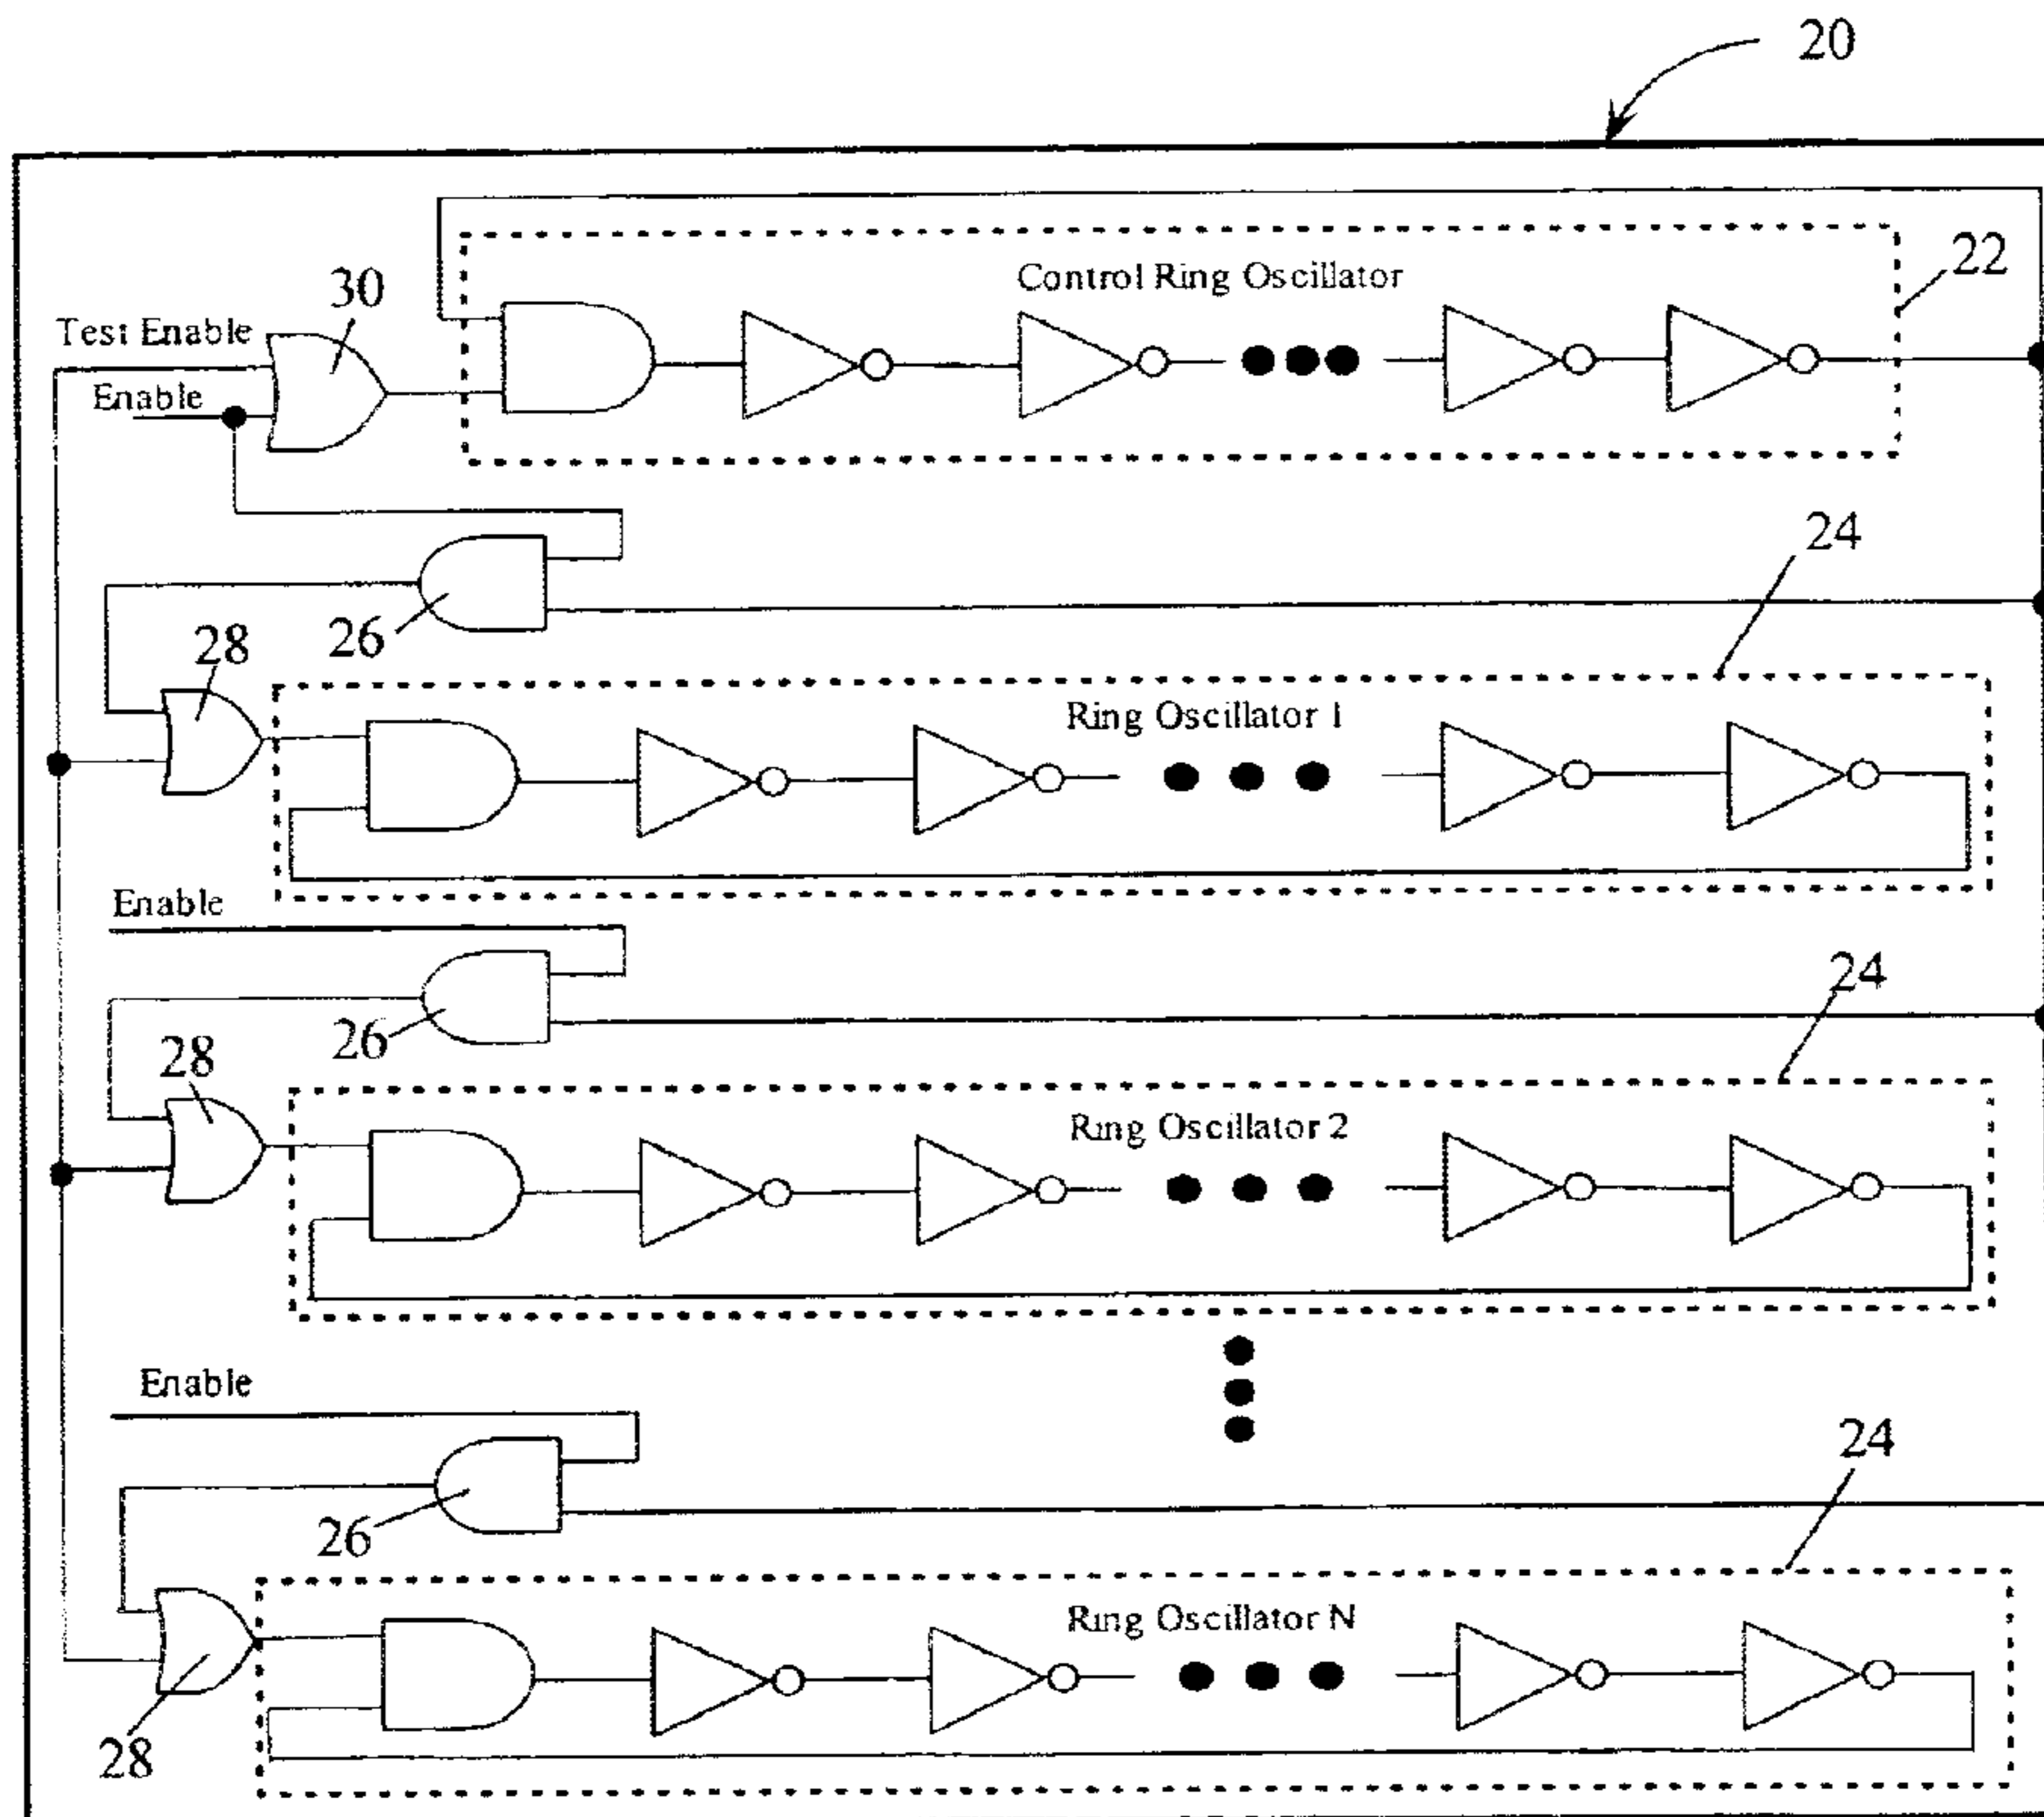 20
Control Ring Oscillator
22
30
Test Enable
Enable
24
26
28
Ring Oscillator 1
Enable
24
26
28
Ring Oscillator 2
Enable
24
26
Ring Oscillator N
28